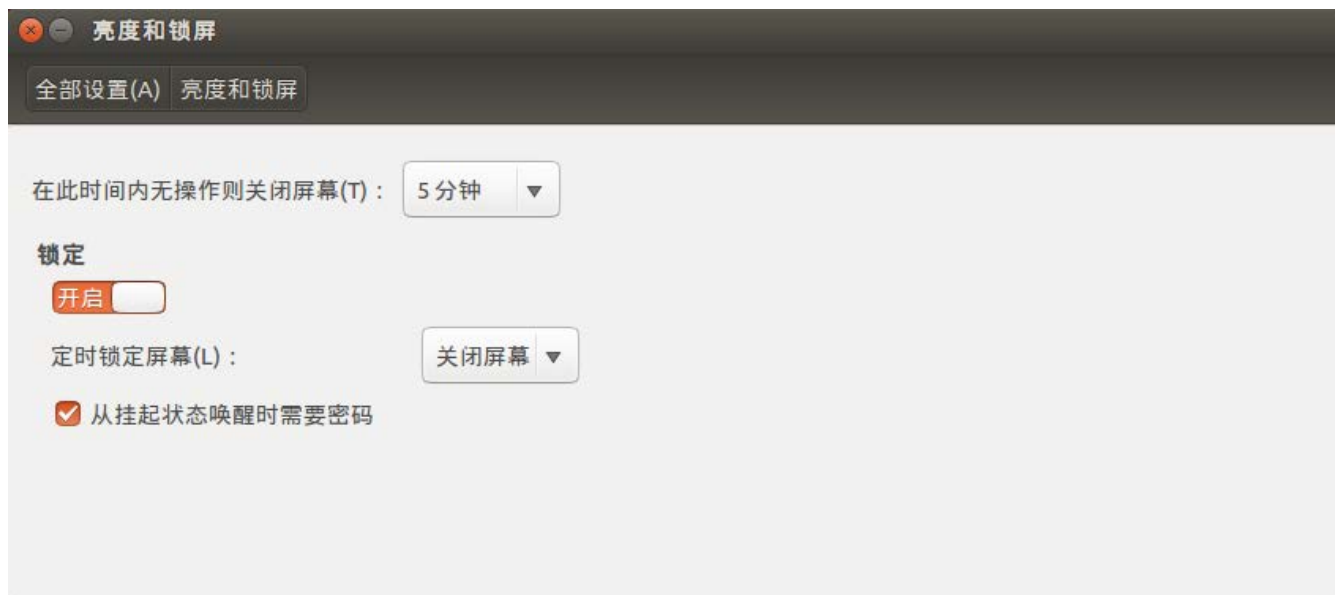 亮度和锁屏
全部设置(A) 亮度和锁屏
在此时间内无操作则关闭屏幕(T)： 5 分钟
锁定
开启
定时锁定屏幕(L)： 关闭屏幕
从挂起状态唤醒时需要密码